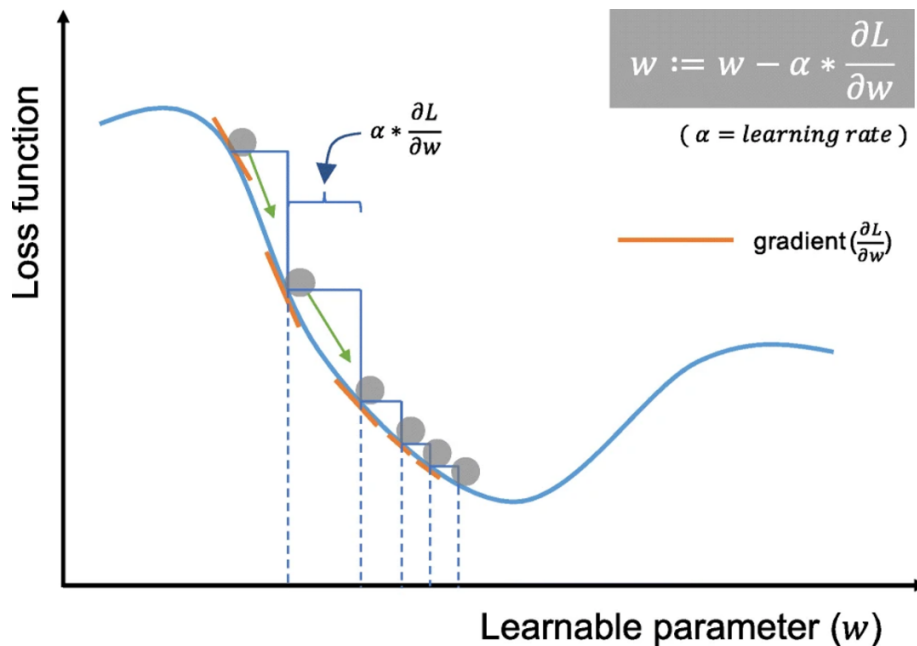 w := w − α * ∂L/∂w
( α = learning rate )
α * ∂L/∂w
gradient (∂L/∂w)
Loss function
Learnable parameter (w)